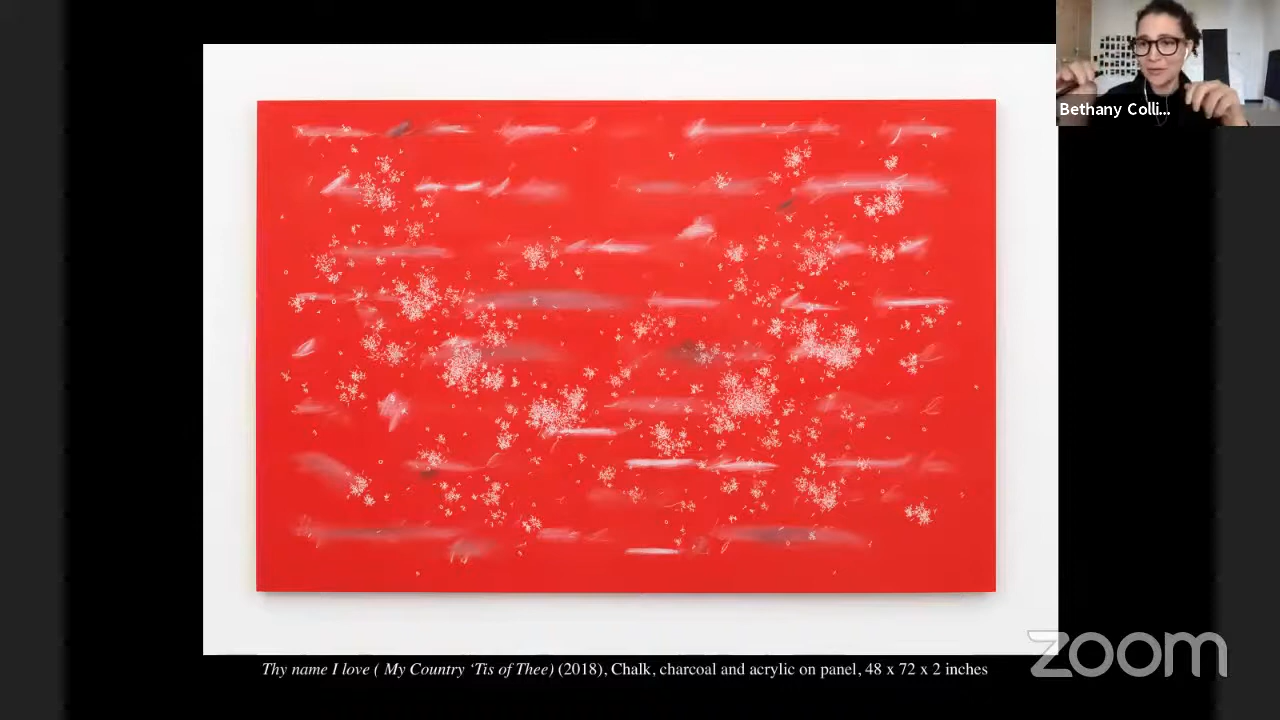 Bethany Colli...
Thy name I love ( My Country ‘Tis of Thee) (2018), Chalk, charcoal and acrylic on panel, 48 x 72 x 2 inches
zoom